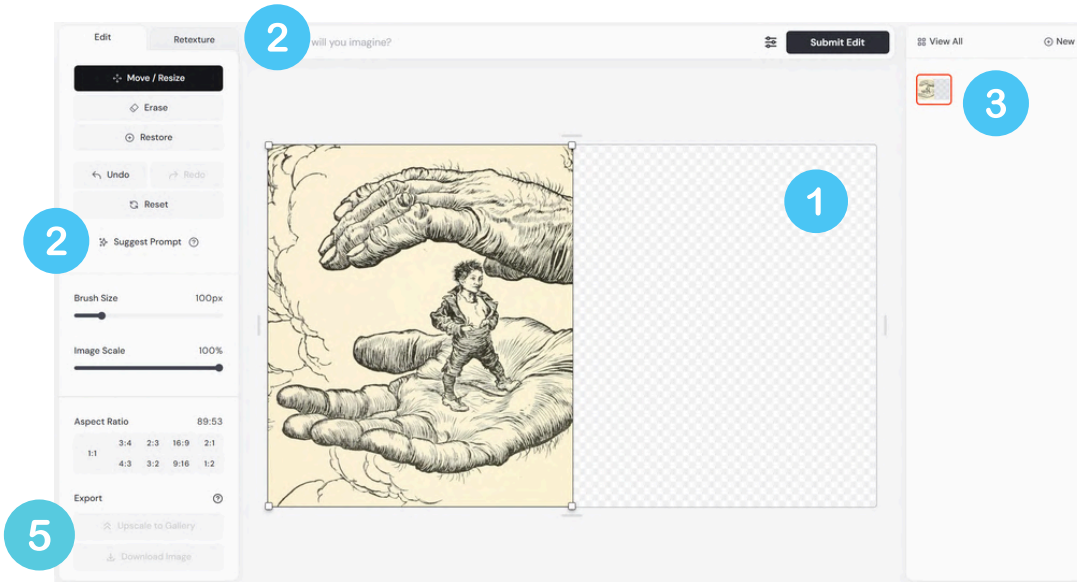 Edit
Retexture
2
will you imagine?
Submit Edit
View All
New
Move / Resize
3
Erase
Restore
1
Undo
Redo
Reset
2
Suggest Prompt
Brush Size 100px
Image Scale 100%
Aspect Ratio 89:53
1:1
3:4 2:3 16:9 2:1
4:3 3:2 9:16 1:2
Export
5
Upscale to Gallery
Download Image